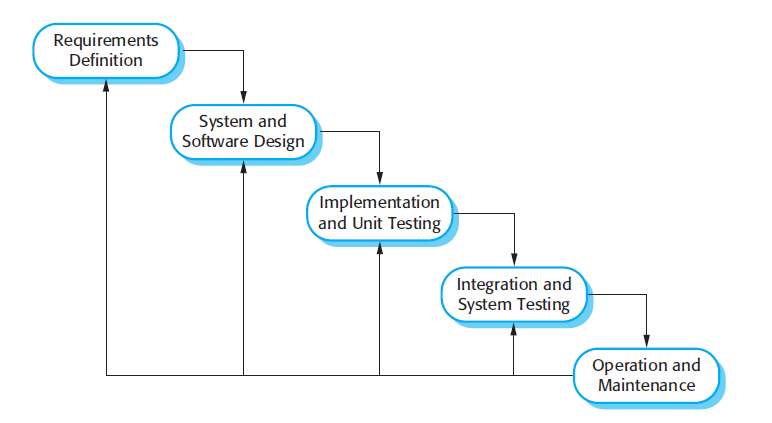 Requirements
Definition
System and
Software Design
Implementation
and Unit Testing
Integration and
System Testing
Operation and
Maintenance